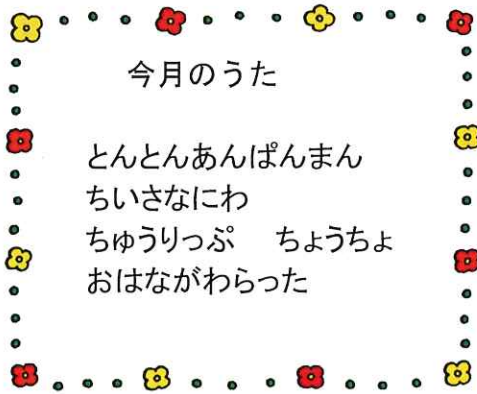 今月のうた
とんとんあんぱんまん
ちいさなにわ
ちゅうりっぷ　ちょうちょ
おはながわらった